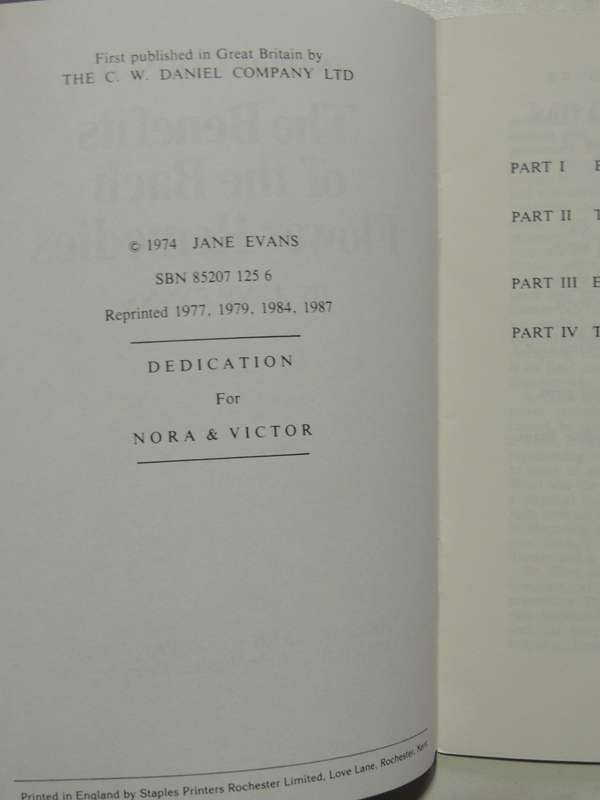 First published in Great Britain by
THE C. W. DANIEL COMPANY LTD
© 1974 JANE EVANS
SBN 85207 125 6
Reprinted 1977, 1979, 1984, 1987
DEDICATION
For
NORA & VICTOR
Printed in England by Staples Printers Rochester Limited, Love Lane, Rochester, Kent
PART I E
PART II T
PART III E
PART IV T